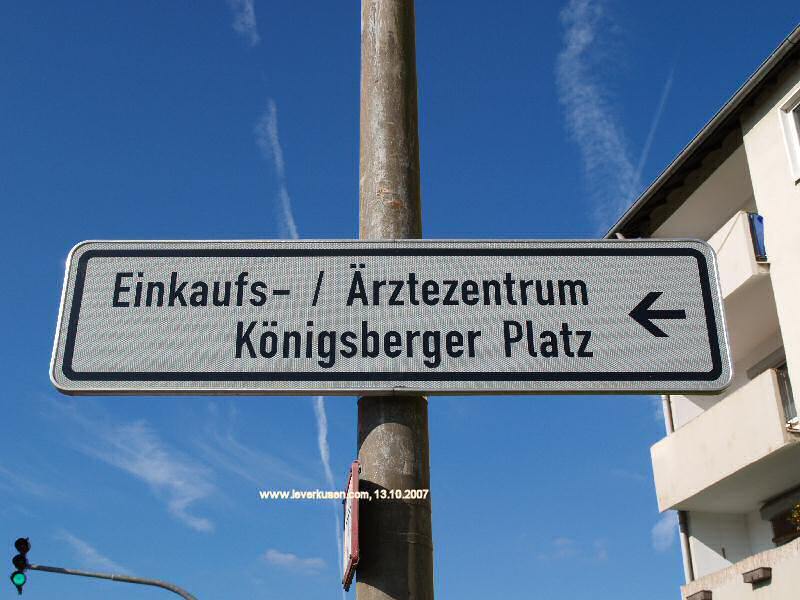 Einkaufs- / Ärztezentrum
Königsberger Platz
www.leverkusen.com, 13.10.2007